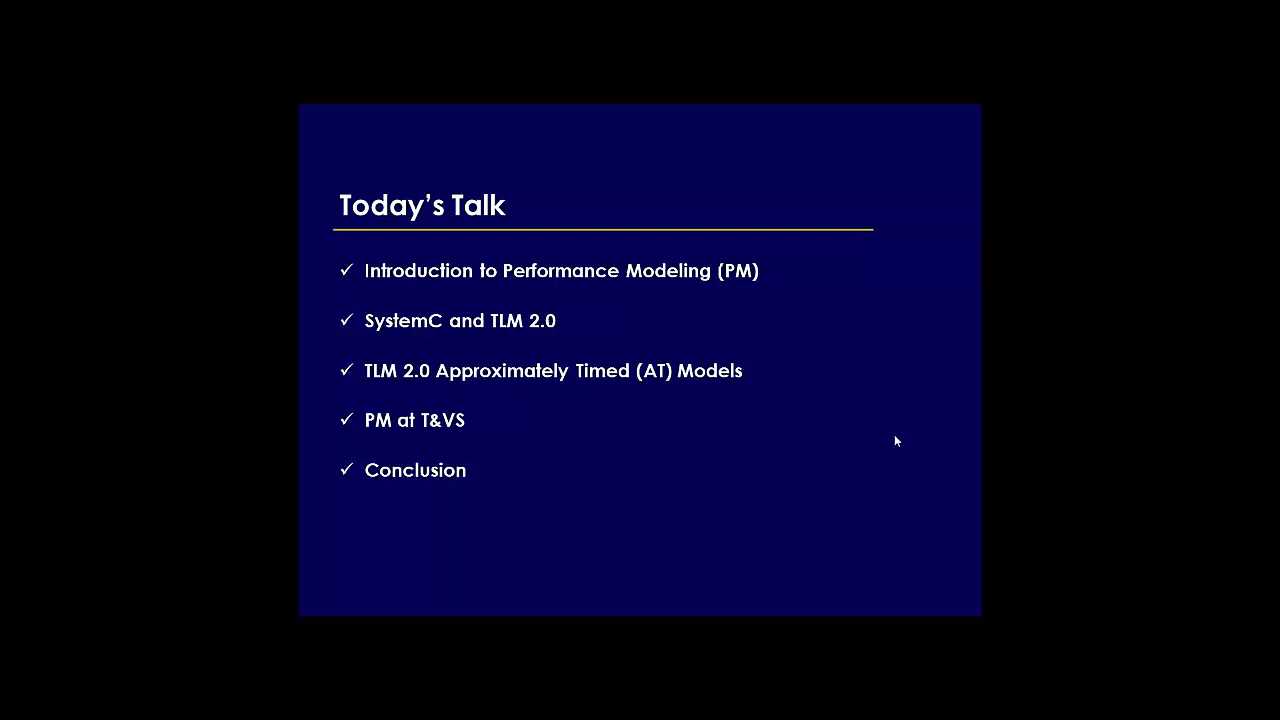 Today's Talk
✓ Introduction to Performance Modeling (PM)
✓ SystemC and TLM 2.0
✓ TLM 2.0 Approximately Timed (AT) Models
✓ PM at T&VS
✓ Conclusion